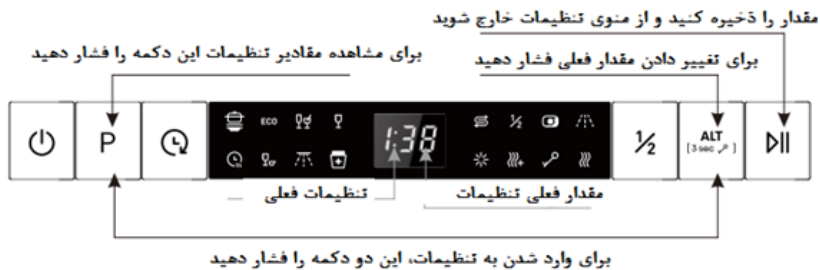 مقدار را ذخیره کنید و از منوی تنظیمات خارج شوید
برای مشاهده مقادیر تنظیمات این دکمه را فشار دهید
برای تغییر دادن مقدار فعلی فشار دهید
P
ECO
1:38
½
½
ALT
[3 sec]
تنظیمات فعلی
مقدار فعلی تنظیمات
برای وارد شدن به تنظیمات، این دو دکمه را فشار دهید